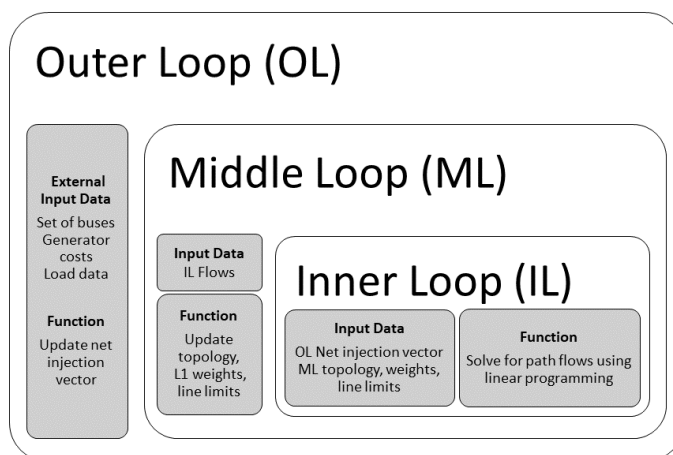 Outer Loop (OL)
External
Input Data
Set of buses
Generator
costs
Load data
Function
Update net
injection
vector
Middle Loop (ML)
Input Data
IL Flows
Function
Update
topology,
L1 weights,
line limits
Inner Loop (IL)
Input Data
OL Net injection vector
ML topology, weights,
line limits
Function
Solve for path flows using
linear programming